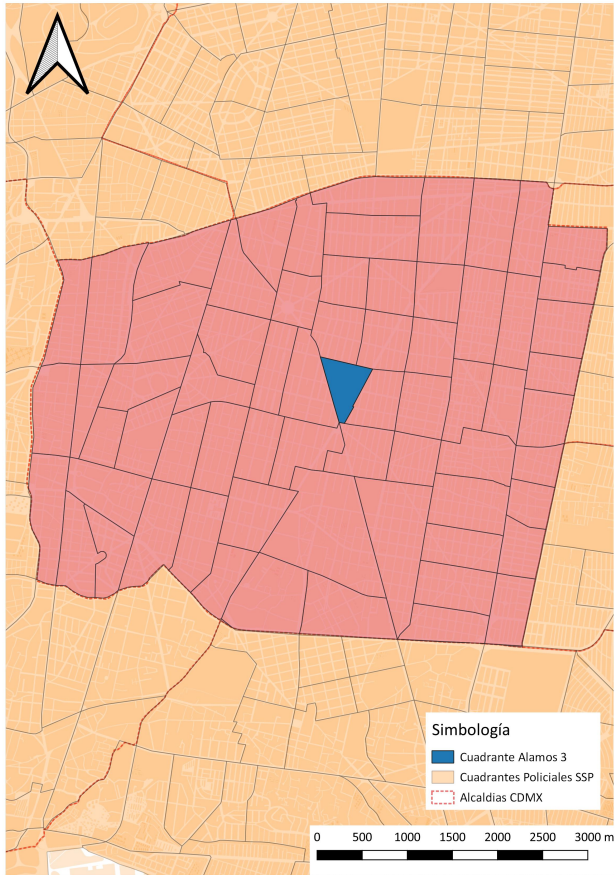 Simbología
Cuadrante Alamos 3
Cuadrantes Policiales SSP
Alcaldias CDMX
0 500 1000 1500 2000 2500 3000 m